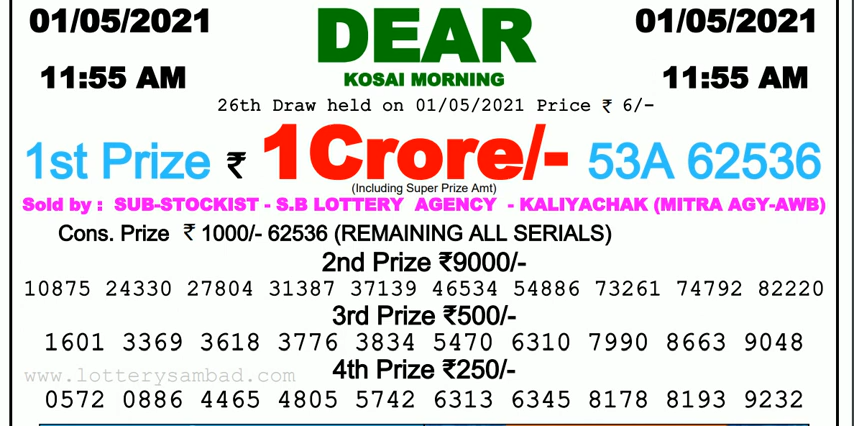 01/05/2021 DEAR 01/05/2021
11:55 AM KOSAI MORNING 11:55 AM
26th Draw held on 01/05/2021 Price ₹ 6/-
1st Prize ₹ 1Crore/- 53A 62536
(Including Super Prize Amt)
Sold by : SUB-STOCKIST - S.B LOTTERY AGENCY - KALIYACHAK (MITRA AGY-AWB)
Cons. Prize ₹ 1000/- 62536 (REMAINING ALL SERIALS)
2nd Prize ₹9000/-
10875 24330 27804 31387 37139 46534 54886 73261 74792 82220
3rd Prize ₹500/-
1601 3369 3618 3776 3834 5470 6310 7990 8663 9048
4th Prize ₹250/-
www.lotterysambad.com
0572 0886 4465 4805 5742 6313 6345 8178 8193 9232